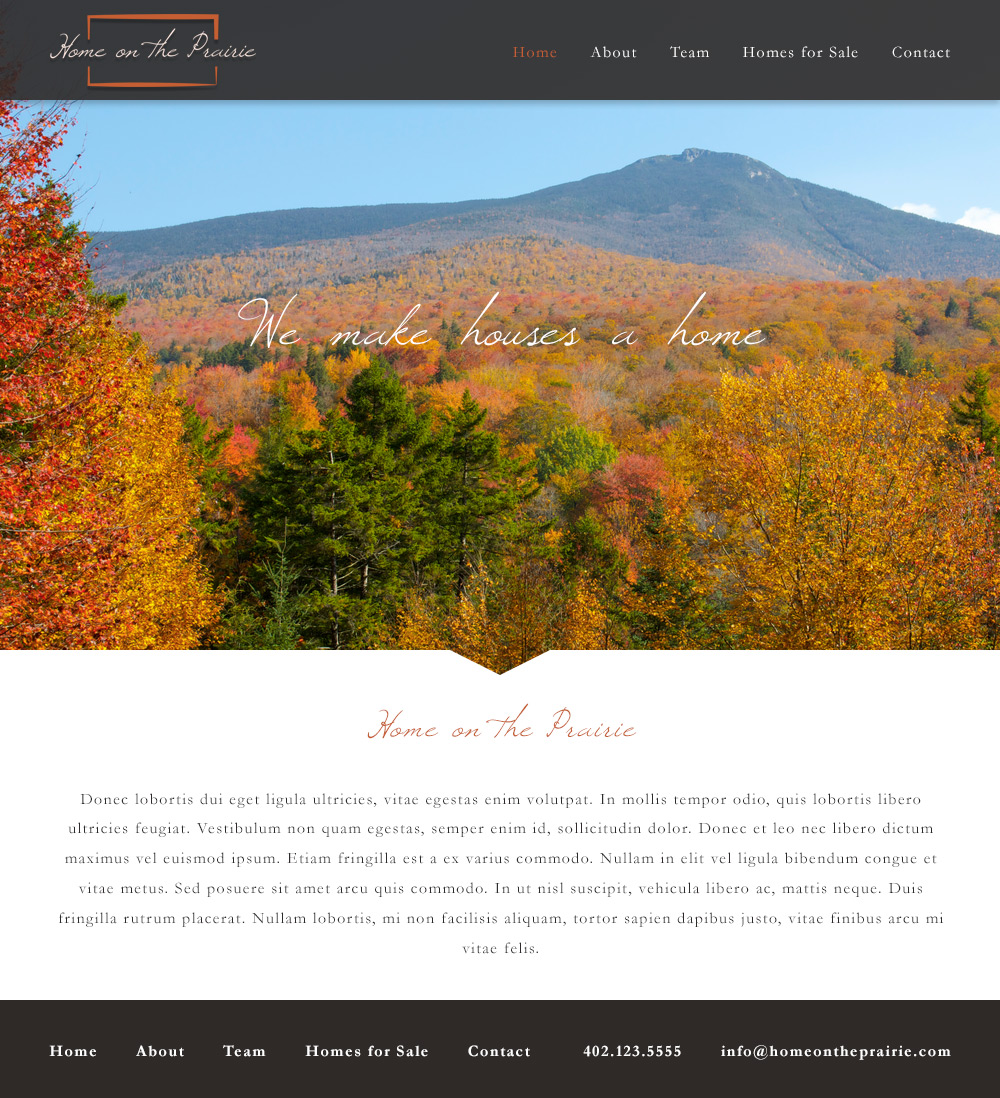 Home on the Prairie
Home About Team Homes for Sale Contact
We make houses a home
Home on the Prairie
Donec lobortis dui eget ligula ultricies, vitae egestas enim volutpat. In mollis tempor odio, quis lobortis libero
ultricies feugiat. Vestibulum non quam egestas, semper enim id, sollicitudin dolor. Donec et leo nec libero dictum
maximus vel euismod ipsum. Etiam fringilla est a ex varius commodo. Nullam in elit vel ligula bibendum congue et
vitae metus. Sed posuere sit amet arcu quis commodo. In ut nisl suscipit, vehicula libero ac, mattis neque. Duis
fringilla rutrum placerat. Nullam lobortis, mi non facilisis aliquam, tortor sapien dapibus justo, vitae finibus arcu mi
vitae felis.
Home About Team Homes for Sale Contact 402.123.5555 info@homeontheprairie.com